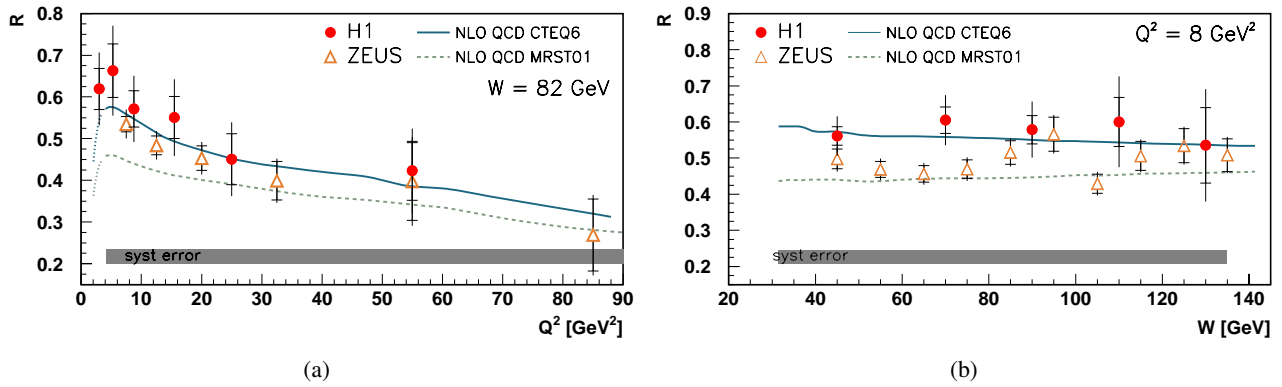 R
0.8
0.7
0.6
0.5
0.4
0.3
0.2
H1
ZEUS
NLO QCD CTEQ6
NLO QCD MRST01
W = 82 GeV
syst error
0 10 20 30 40 50 60 70 80 90
Q² [GeV²]
(a)
R
0.9
0.8
0.7
0.6
0.5
0.4
0.3
0.2
H1
ZEUS
NLO QCD CTEQ6
NLO QCD MRST01
Q² = 8 GeV²
syst error
20 40 60 80 100 120 140
W [GeV]
(b)